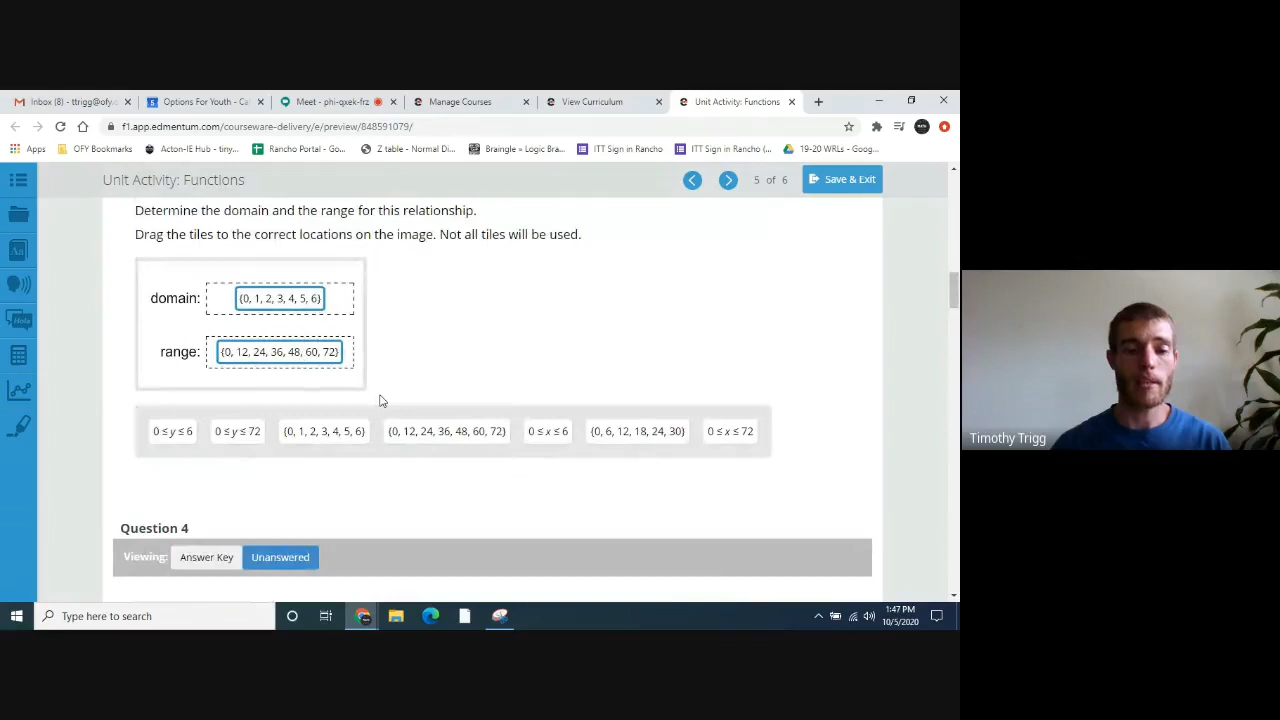 Inbox (8) - ttrigg@ofy.c
Options For Youth - Ca
Meet - phi-qxek-frz
Manage Courses
View Curriculum
Unit Activity: Functions
f1.app.edmentum.com/courseware-delivery/e/preview/848591079/
Apps
OFY Bookmarks
Acton-IE Hub - tiny...
Rancho Portal - Go...
Z table - Normal Di...
Braingle » Logic Bra...
ITT Sign in Rancho
ITT Sign in Rancho (...
19-20 WRLs - Goog...
Unit Activity: Functions
5 of 6
Save & Exit
Determine the domain and the range for this relationship.
Drag the tiles to the correct locations on the image. Not all tiles will be used.
domain: {0, 1, 2, 3, 4, 5, 6}
range: {0, 12, 24, 36, 48, 60, 72}
0 ≤ y ≤ 6
0 ≤ y ≤ 72
{0, 1, 2, 3, 4, 5, 6}
{0, 12, 24, 36, 48, 60, 72}
0 ≤ x ≤ 6
{0, 6, 12, 18, 24, 30}
0 ≤ x ≤ 72
Question 4
Viewing: Answer Key Unanswered
Timothy Trigg
Type here to search
1:47 PM
10/5/2020